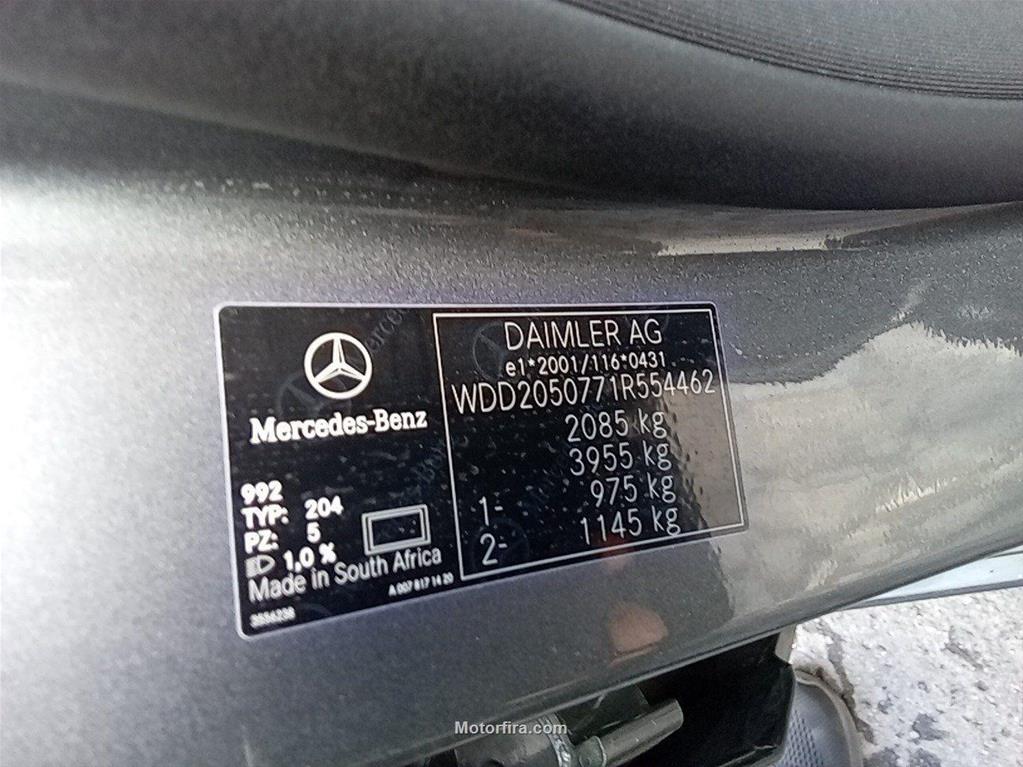 Mercedes-Benz
992
TYP: 204
PZ: 5
1,0 %
Made in South Africa
A 007 817 14 20
DAIMLER AG
e1*2001/116*0431
WDD2050771R554462
2085 kg
3955 kg
1- 975 kg
2- 1145 kg
Motorfira.com